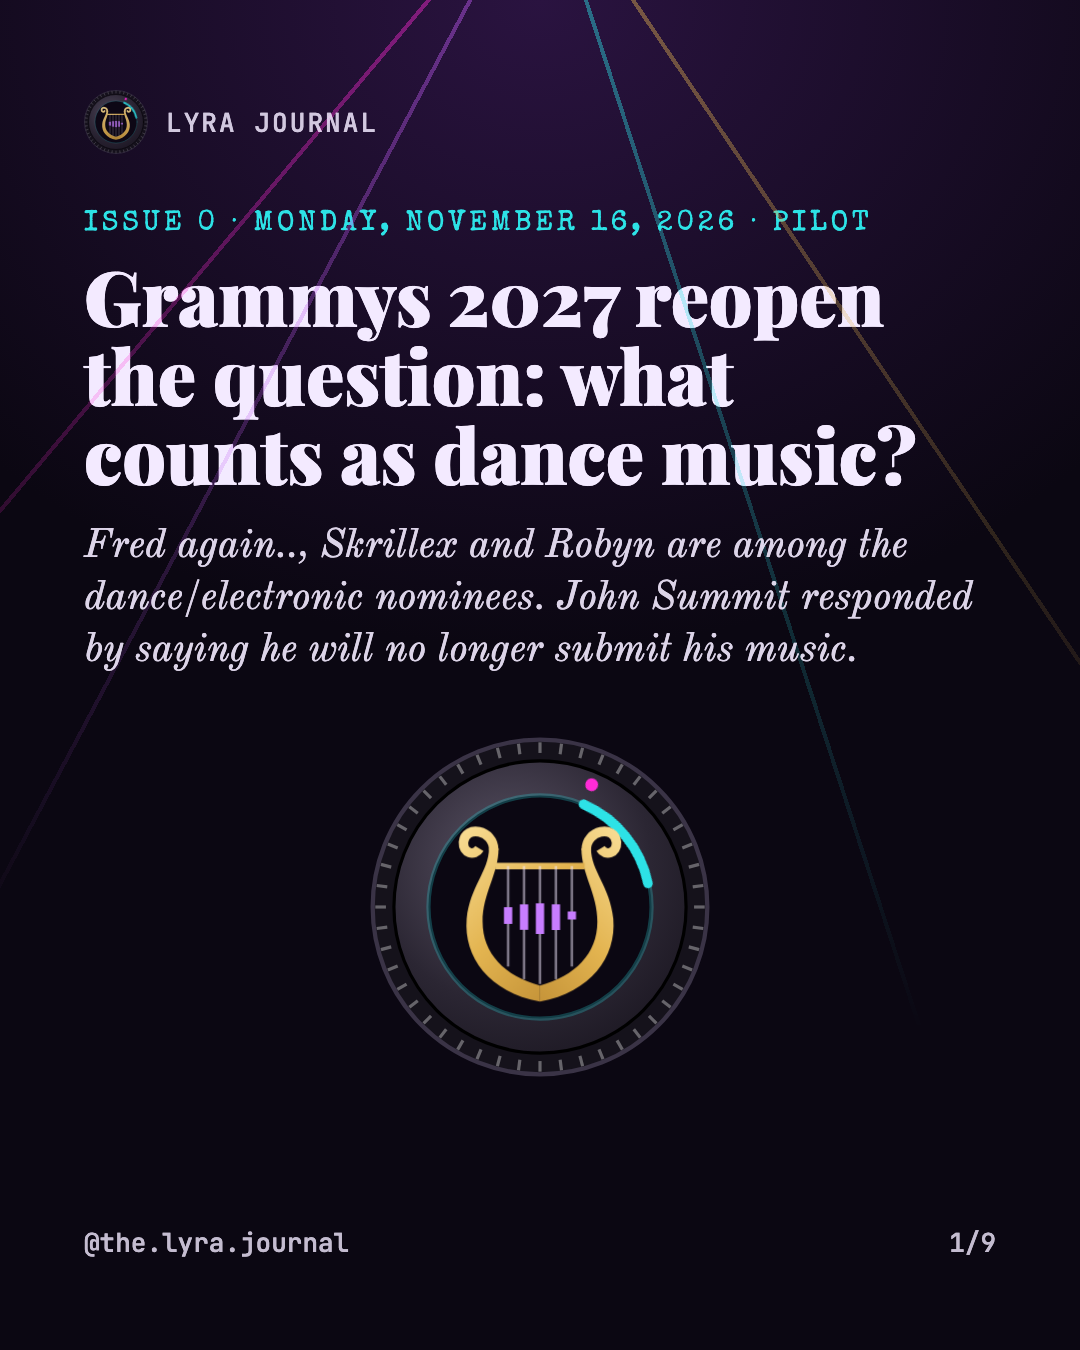 LYRA JOURNAL
ISSUE 0 · MONDAY, NOVEMBER 16, 2026 · PILOT
Grammys 2027 reopen
the question: what
counts as dance music?
Fred again.., Skrillex and Robyn are among the
dance/electronic nominees. John Summit responded
by saying he will no longer submit his music.
@the.lyra.journal
1/9